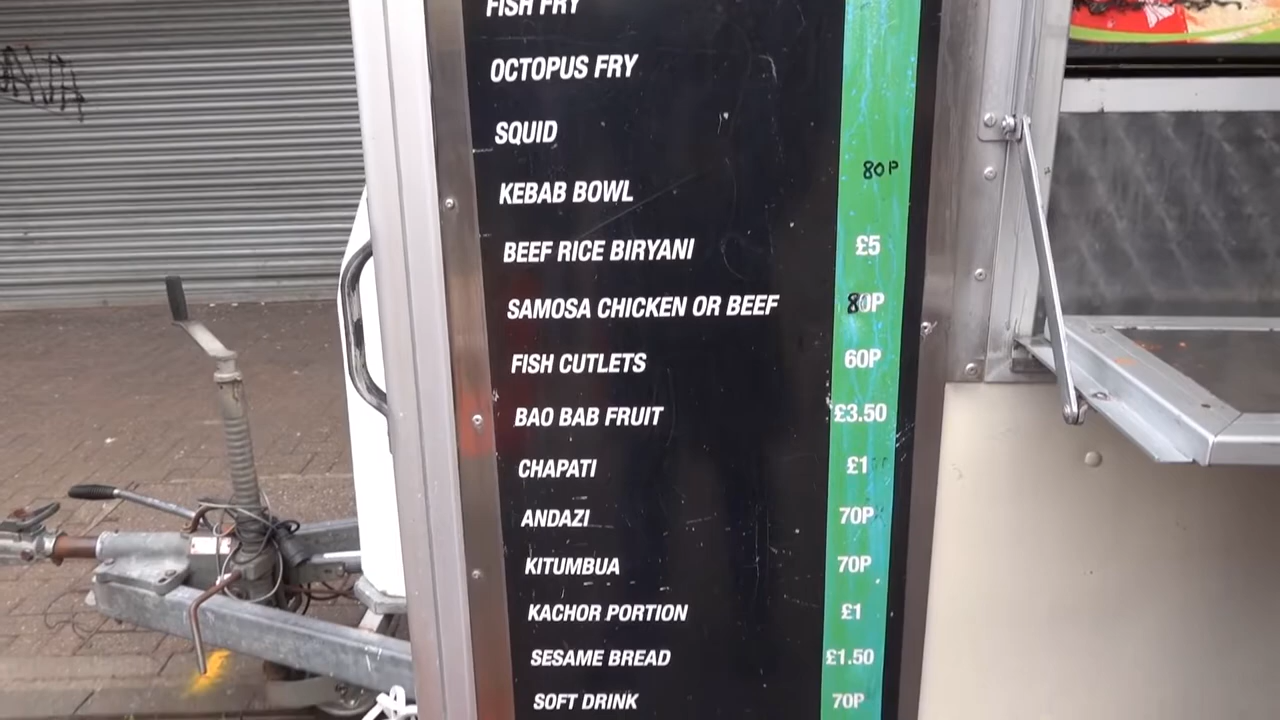 FISH FRY
OCTOPUS FRY
SQUID
80P
KEBAB BOWL
BEEF RICE BIRYANI £5
SAMOSA CHICKEN OR BEEF 80P
FISH CUTLETS 60P
BAO BAB FRUIT £3.50
CHAPATI £1
ANDAZI 70P
KITUMBUA 70P
KACHOR PORTION £1
SESAME BREAD £1.50
SOFT DRINK 70P